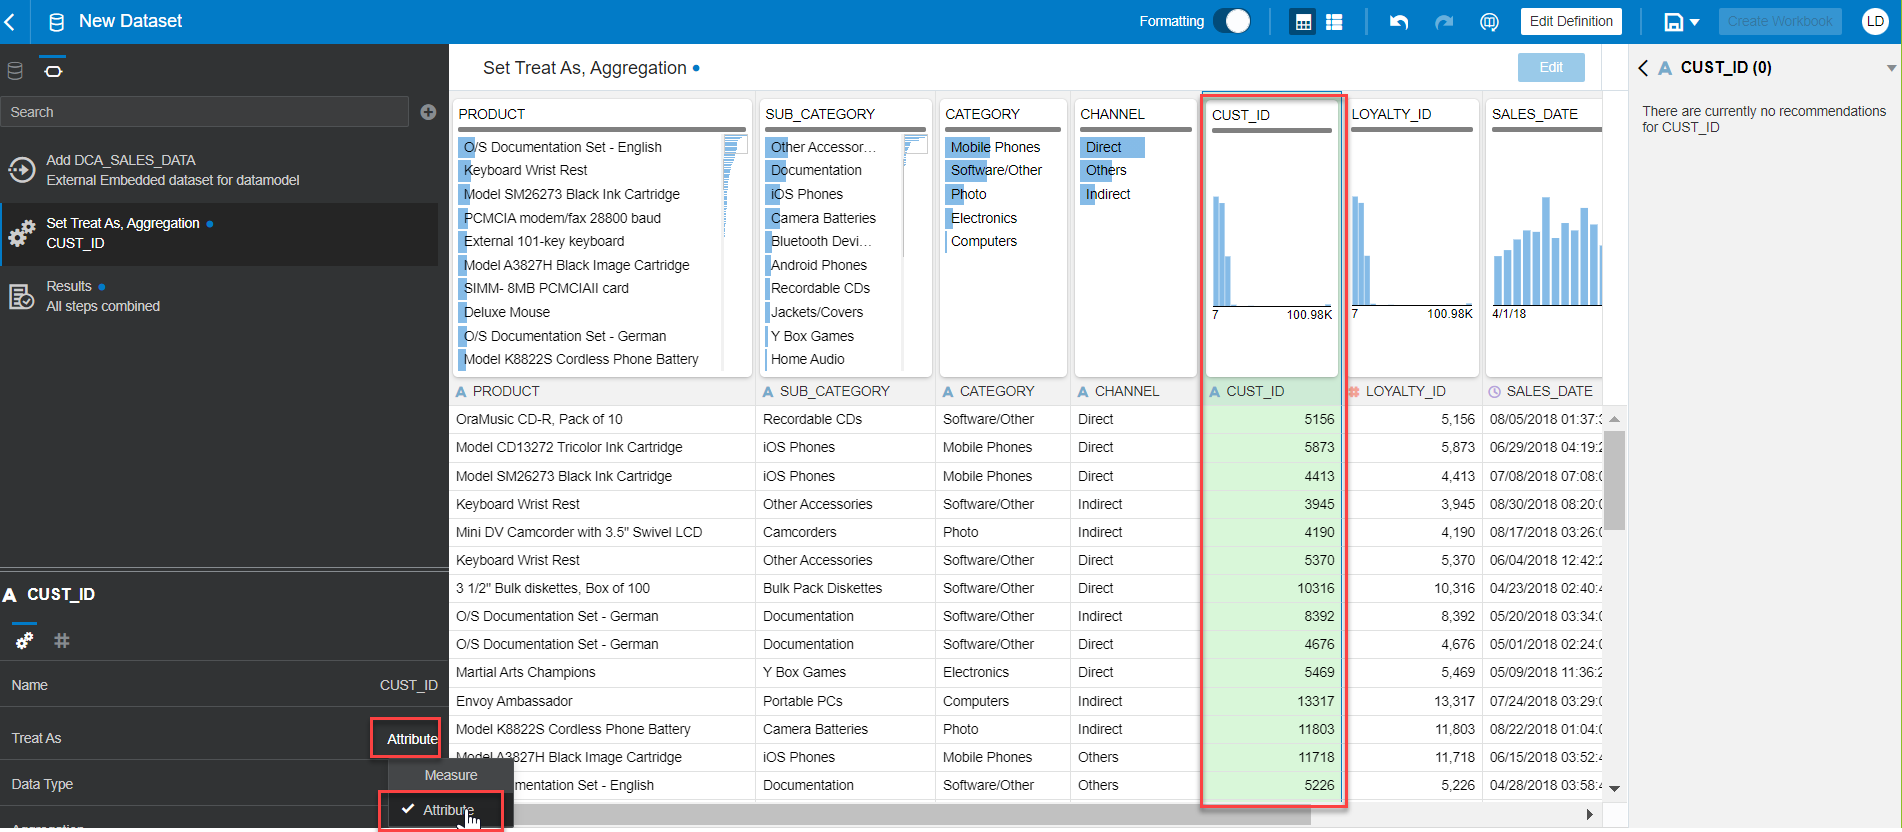 New Dataset
Formatting
Edit Definition
Create Workbook
LD
Search
Add DCA_SALES_DATA
External Embedded dataset for datamodel
Set Treat As, Aggregation
CUST_ID
Results
All steps combined
CUST_ID
Name CUST_ID
Treat As Attribute
Measure
Attribute
Data Type
Aggregation
Set Treat As, Aggregation
Edit
PRODUCT
O/S Documentation Set - English
Keyboard Wrist Rest
Model SM26273 Black Ink Cartridge
PCMCIA modem/fax 28800 baud
External 101-key keyboard
Model A3827H Black Image Cartridge
SIMM- 8MB PCMCIAII card
Deluxe Mouse
O/S Documentation Set - German
Model K8822S Cordless Phone Battery
SUB_CATEGORY
Other Accessor...
Documentation
iOS Phones
Camera Batteries
Bluetooth Devi...
Android Phones
Recordable CDs
Jackets/Covers
Y Box Games
Home Audio
CATEGORY
Mobile Phones
Software/Other
Photo
Electronics
Computers
CHANNEL
Direct
Others
Indirect
CUST_ID
7 100.98K
LOYALTY_ID
7 100.98K
SALES_DATE
4/1/18
A PRODUCT A SUB_CATEGORY A CATEGORY A CHANNEL A CUST_ID # LOYALTY_ID SALES_DATE
OraMusic CD-R, Pack of 10 Recordable CDs Software/Other Direct 5156 5,156 08/05/2018 01:37:3
Model CD13272 Tricolor Ink Cartridge iOS Phones Mobile Phones Direct 5873 5,873 06/29/2018 04:19:2
Model SM26273 Black Ink Cartridge iOS Phones Mobile Phones Direct 4413 4,413 07/08/2018 07:08:0
Keyboard Wrist Rest Other Accessories Software/Other Indirect 3945 3,945 08/30/2018 08:20:0
Mini DV Camcorder with 3.5" Swivel LCD Camcorders Photo Indirect 4190 4,190 08/17/2018 03:26:0
Keyboard Wrist Rest Other Accessories Software/Other Direct 5370 5,370 06/04/2018 12:42:2
3 1/2" Bulk diskettes, Box of 100 Bulk Pack Diskettes Software/Other Direct 10316 10,316 04/23/2018 02:40:4
O/S Documentation Set - German Documentation Software/Other Indirect 8392 8,392 05/20/2018 03:34:0
O/S Documentation Set - German Documentation Software/Other Direct 4676 4,676 05/01/2018 02:24:0
Martial Arts Champions Y Box Games Electronics Direct 5469 5,469 05/09/2018 11:36:2
Envoy Ambassador Portable PCs Computers Indirect 13317 13,317 07/24/2018 03:29:0
Model K8822S Cordless Phone Battery Camera Batteries Photo Indirect 11803 11,803 08/22/2018 01:04:0
Model A3827H Black Image Cartridge iOS Phones Mobile Phones Others 11718 11,718 06/15/2018 03:52:4
umentation Set - English Documentation Software/Other Others 5226 5,226 04/28/2018 03:58:4
A CUST_ID (0)
There are currently no recommendations
for CUST_ID